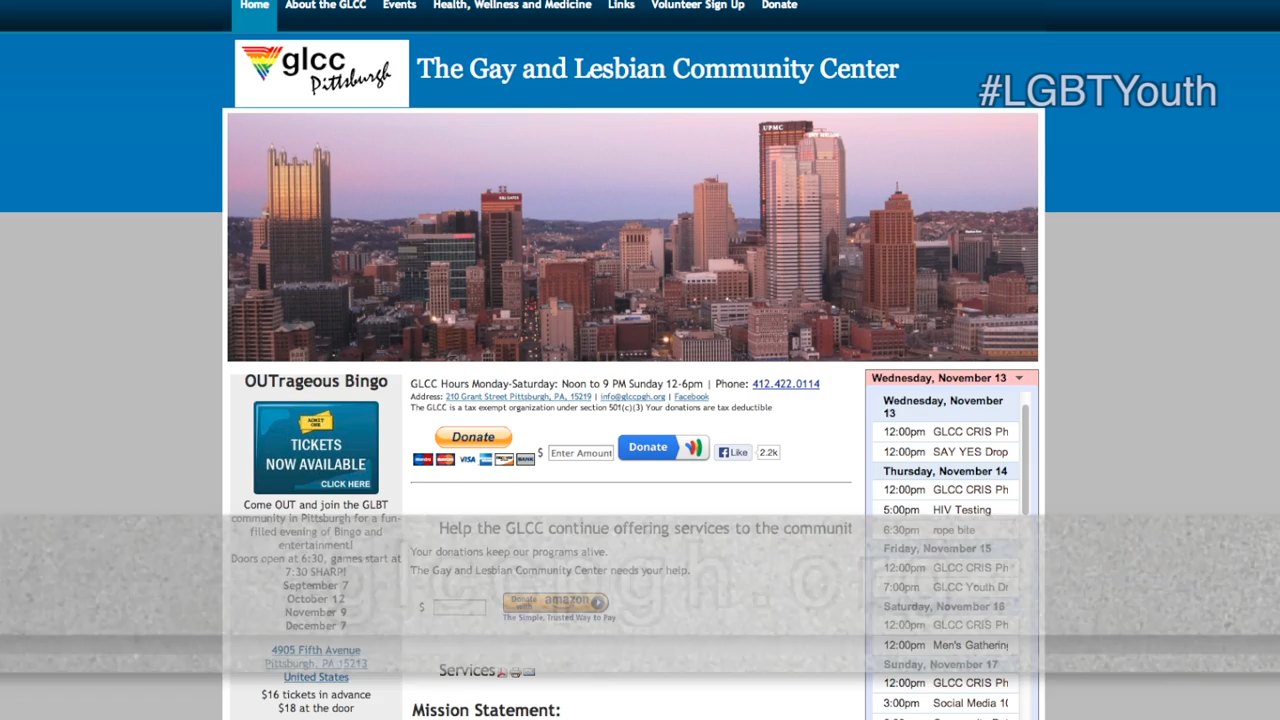 Home About the GLCC Events Health, Wellness and Medicine Links Volunteer Sign Up Donate
glcc
Pittsburgh
The Gay and Lesbian Community Center
#LGBTYouth
UPMC
OUTrageous Bingo
ADMIT ONE
TICKETS
NOW AVAILABLE
CLICK HERE
Come OUT and join the GLBT
community in Pittsburgh for a fun-
filled evening of Bingo and
entertainment!
Doors open at 6:30, games start at
7:30 SHARP!
September 7
October 12
November 9
December 7
4905 Fifth Avenue
Pittsburgh, PA 15213
United States
$16 tickets in advance
$18 at the door
GLCC Hours Monday-Saturday: Noon to 9 PM Sunday 12-6pm | Phone: 412.422.0114
Address: 210 Grant Street Pittsburgh, PA, 15219 | info@glccpgh.org | Facebook
The GLCC is a tax exempt organization under section 501(c)(3) Your donations are tax deductible
Donate
VISA
BANK
$ Enter Amount
Donate
Like
2.2k
Help the GLCC continue offering services to the communit
Your donations keep our programs alive.
The Gay and Lesbian Community Center needs your help.
$
Donate with amazon
The Simple, Trusted Way to Pay
Services
Mission Statement:
Wednesday, November 13
Wednesday, November
13
12:00pm GLCC CRIS Ph
12:00pm SAY YES Drop
Thursday, November 14
12:00pm GLCC CRIS Ph
5:00pm HIV Testing
6:30pm rope bite
Friday, November 15
12:00pm GLCC CRIS Ph
7:00pm GLCC Youth Dr
Saturday, November 16
12:00pm GLCC CRIS Ph
12:00pm Men's Gathering
Sunday, November 17
12:00pm GLCC CRIS Ph
3:00pm Social Media 10